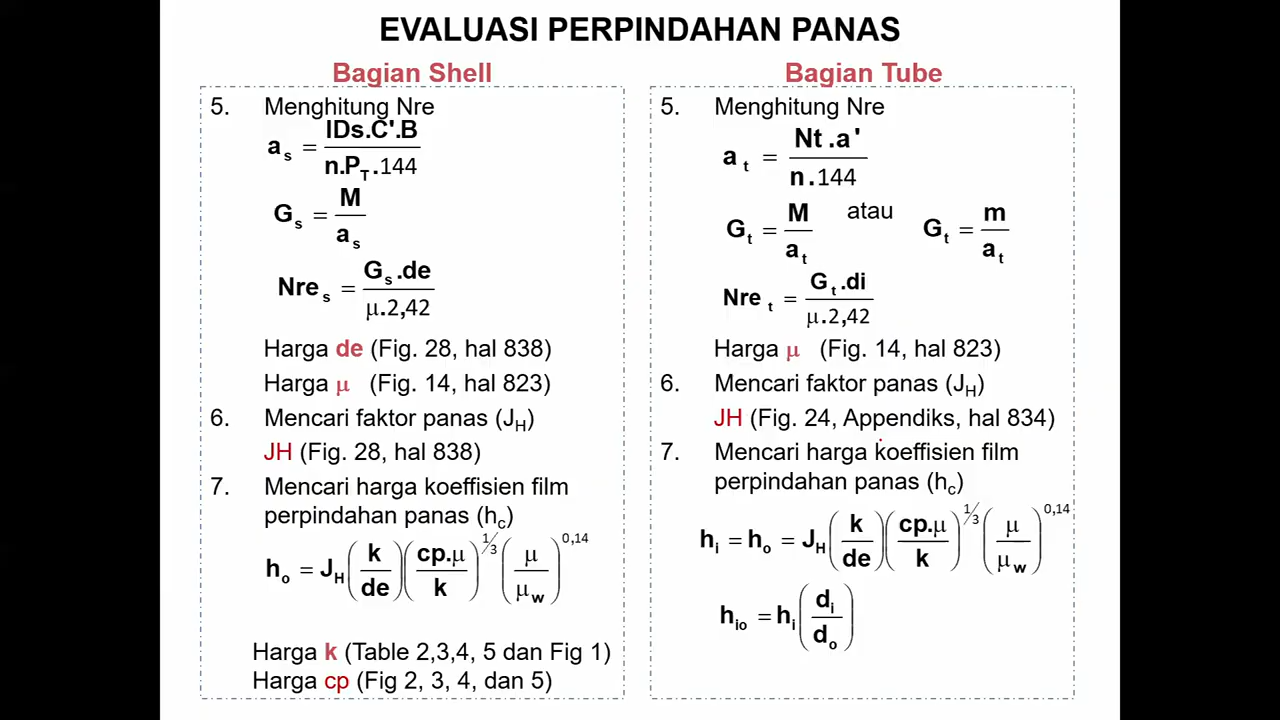 EVALUASI PERPINDAHAN PANAS
Bagian Shell
5. Menghitung Nre
a_s = IDs.C'.B / n.P_T.144
G_s = M / a_s
Nre_s = G_s.de / μ.2,42
Harga de (Fig. 28, hal 838)
Harga μ (Fig. 14, hal 823)
6. Mencari faktor panas (J_H)
JH (Fig. 28, hal 838)
7. Mencari harga koeffisien film
perpindahan panas (h_c)
h_o = J_H (k / de) (cp.μ / k)^1/3 (μ / μ_w)^0,14
Harga k (Table 2,3,4, 5 dan Fig 1)
Harga cp (Fig 2, 3, 4, dan 5)
Bagian Tube
5. Menghitung Nre
a_t = Nt.a' / n.144
G_t = M / a_t atau G_t = m / a_t
Nre_t = G_t.di / μ.2,42
Harga μ (Fig. 14, hal 823)
6. Mencari faktor panas (J_H)
JH (Fig. 24, Appendiks, hal 834)
7. Mencari harga koeffisien film
perpindahan panas (h_c)
h_i = h_o = J_H (k / de) (cp.μ / k)^1/3 (μ / μ_w)^0,14
h_io = h_i (d_i / d_o)